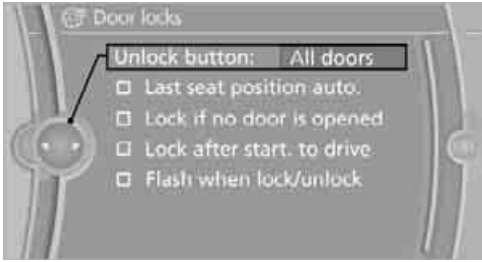 Door locks
Unlock button: All doors
Last seat position auto.
Lock if no door is opened
Lock after start. to drive
Flash when lock/unlock